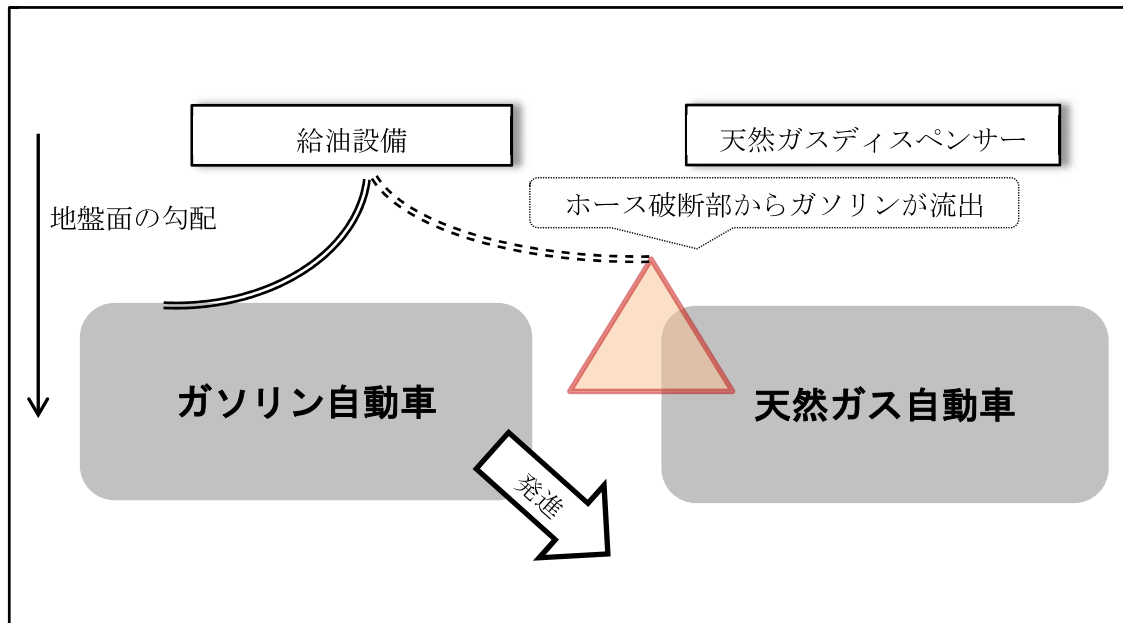 給油設備
天然ガスディスペンサー
地盤面の勾配
ホース破断部からガソリンが流出
ガソリン自動車
天然ガス自動車
発進